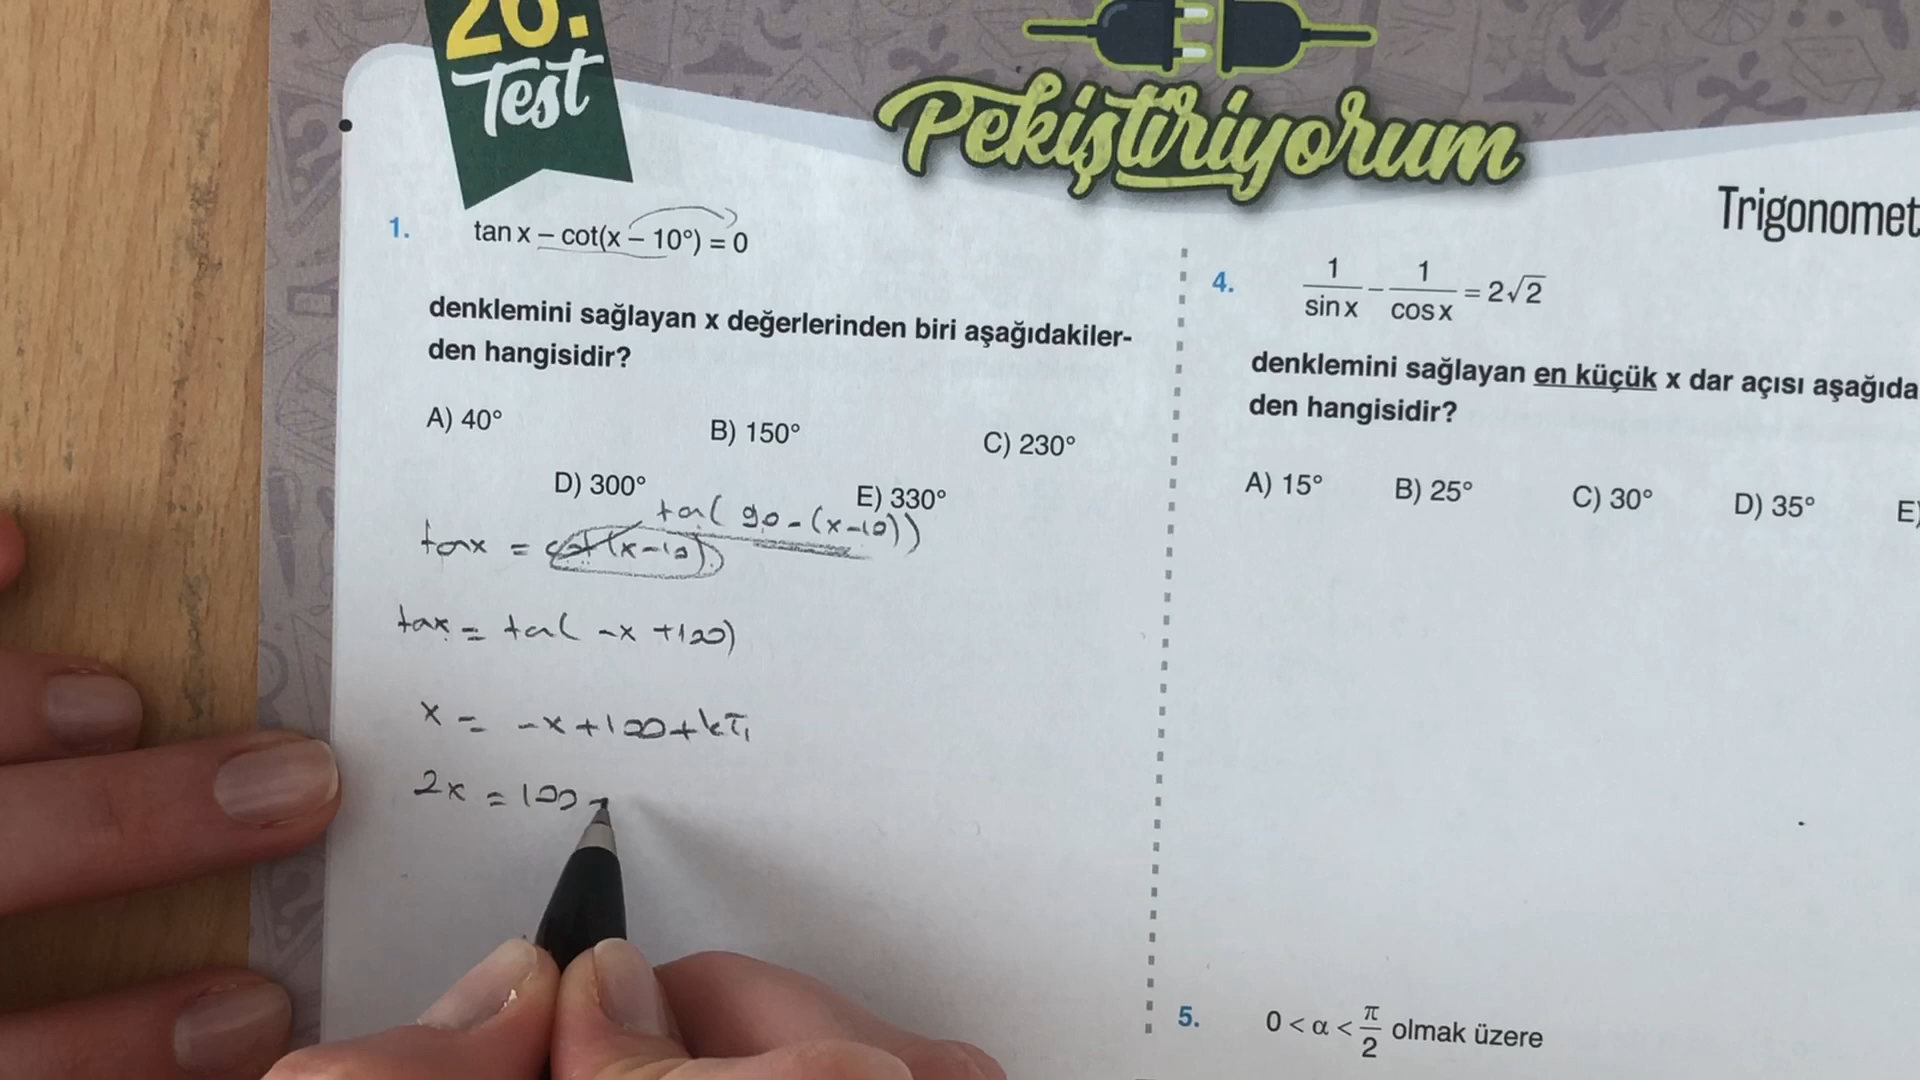 20.
Test
Pekiştiriyorum
Trigonomet
1. tan x – cot(x – 10°) = 0
denklemini sağlayan x değerlerinden biri aşağıdakiler-
den hangisidir?
A) 40° B) 150° C) 230°
D) 300° E) 330°
tan( 90 - (x-10))
tanx = cot(x-10)
tax = ta( -x +100)
x = -x+100+kπ
2x = 100
4. 1/sin x – 1/cos x = 2√2
denklemini sağlayan en küçük x dar açısı aşağıda
den hangisidir?
A) 15° B) 25° C) 30° D) 35° E)
5. 0 < α < π/2 olmak üzere